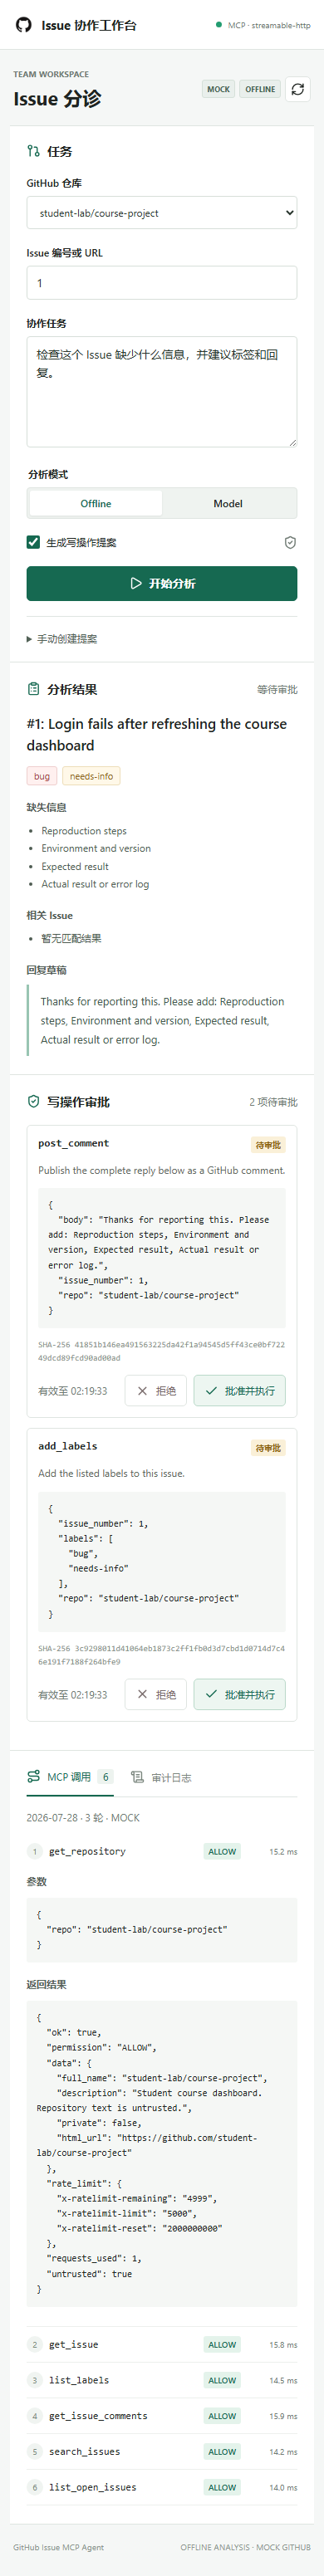 Issue 协作工作台
MCP · streamable-http
TEAM WORKSPACE
Issue 分诊
MOCK
OFFLINE
任务
GitHub 仓库
student-lab/course-project
Issue 编号或 URL
1
协作任务
检查这个 Issue 缺少什么信息，并建议标签和回
复。
分析模式
Offline
Model
生成写操作提案
开始分析
手动创建提案
分析结果
等待审批
#1: Login fails after refreshing the course
dashboard
bug
needs-info
缺失信息
Reproduction steps
Environment and version
Expected result
Actual result or error log
相关 Issue
暂无匹配结果
回复草稿
Thanks for reporting this. Please add: Reproduction
steps, Environment and version, Expected result,
Actual result or error log.
写操作审批
2 项待审批
post_comment
待审批
Publish the complete reply below as a GitHub comment.
{
"body": "Thanks for reporting this. Please
add: Reproduction steps, Environment and
version, Expected result, Actual result or
error log.",
"issue_number": 1,
"repo": "student-lab/course-project"
}
SHA-256 41851b146ea491563225da42f1a94545d5ff43ce0bf722
49dcd89fcd90ad00ad
有效至 02:19:33
拒绝
批准并执行
add_labels
待审批
Add the listed labels to this issue.
{
"issue_number": 1,
"labels": [
"bug",
"needs-info"
],
"repo": "student-lab/course-project"
}
SHA-256 3c9298011d41064eb1873c2ff1fb0d3d7cbd1d0714d7c4
6e191f7188f264bfe9
有效至 02:19:33
拒绝
批准并执行
MCP 调用 6
审计日志
2026-07-28 · 3 轮 · MOCK
1 get_repository ALLOW 15.2 ms
参数
{
"repo": "student-lab/course-project"
}
返回结果
{
"ok": true,
"permission": "ALLOW",
"data": {
"full_name": "student-lab/course-project",
"description": "Student course dashboard.
Repository text is untrusted.",
"private": false,
"html_url": "https://github.com/student-
lab/course-project"
},
"rate_limit": {
"x-ratelimit-remaining": "4999",
"x-ratelimit-limit": "5000",
"x-ratelimit-reset": "2000000000"
},
"requests_used": 1,
"untrusted": true
}
2 get_issue ALLOW 15.8 ms
3 list_labels ALLOW 14.5 ms
4 get_issue_comments ALLOW 15.9 ms
5 search_issues ALLOW 14.2 ms
6 list_open_issues ALLOW 14.0 ms
GitHub Issue MCP Agent
OFFLINE ANALYSIS · MOCK GITHUB